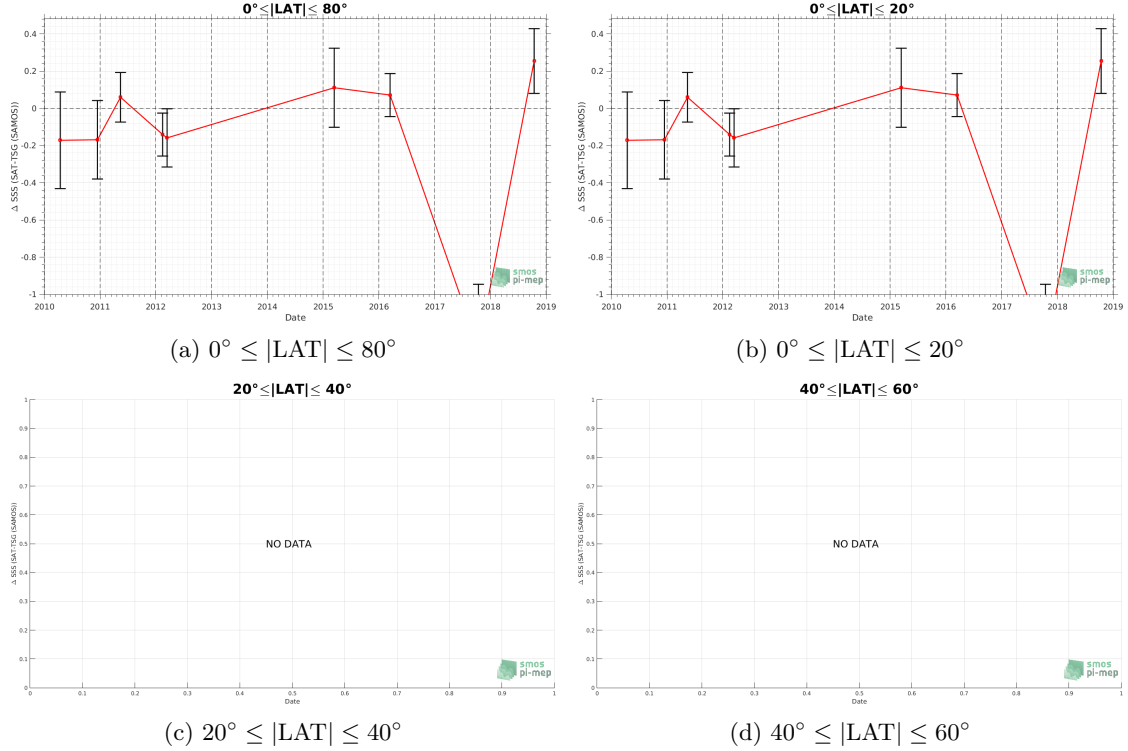 0°≤|LAT|≤ 80°
0.4
0.2
0
-0.2
-0.4
-0.6
-0.8
-1
Δ SSS (SAT-TSG (SAMOS))
2010 2011 2012 2013 2014 2015 2016 2017 2018 2019
Date
smos
pi-mep
(a) 0° ≤ |LAT| ≤ 80°
0°≤|LAT|≤ 20°
0.4
0.2
0
-0.2
-0.4
-0.6
-0.8
-1
Δ SSS (SAT-TSG (SAMOS))
2010 2011 2012 2013 2014 2015 2016 2017 2018 2019
Date
smos
pi-mep
(b) 0° ≤ |LAT| ≤ 20°
20°≤|LAT|≤ 40°
1
0.9
0.8
0.7
0.6
0.5
0.4
0.3
0.2
0.1
0
Δ SSS (SAT-TSG (SAMOS))
NO DATA
0 0.1 0.2 0.3 0.4 0.5 0.6 0.7 0.8 0.9 1
Date
smos
pi-mep
(c) 20° ≤ |LAT| ≤ 40°
40°≤|LAT|≤ 60°
1
0.9
0.8
0.7
0.6
0.5
0.4
0.3
0.2
0.1
0
Δ SSS (SAT-TSG (SAMOS))
NO DATA
0 0.1 0.2 0.3 0.4 0.5 0.6 0.7 0.8 0.9 1
Date
smos
pi-mep
(d) 40° ≤ |LAT| ≤ 60°